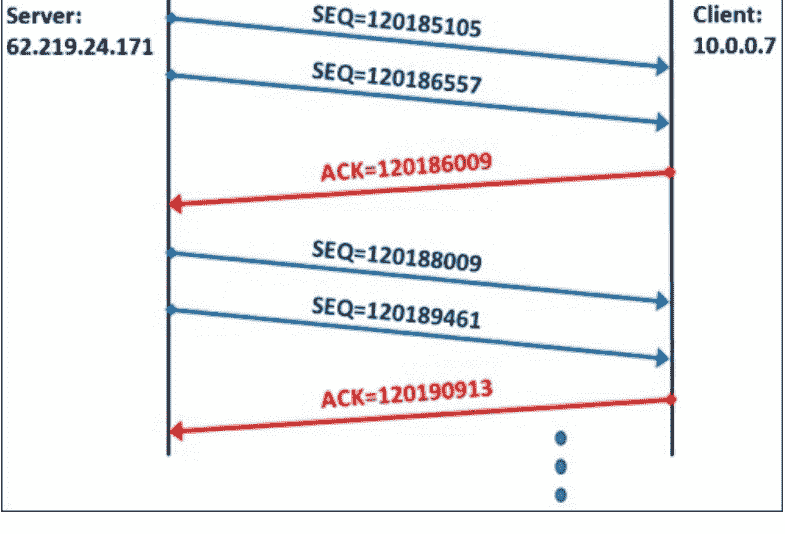 Server:
62.219.24.171
Client:
10.0.0.7
SEQ=120185105
SEQ=120186557
ACK=120186009
SEQ=120188009
SEQ=120189461
ACK=120190913